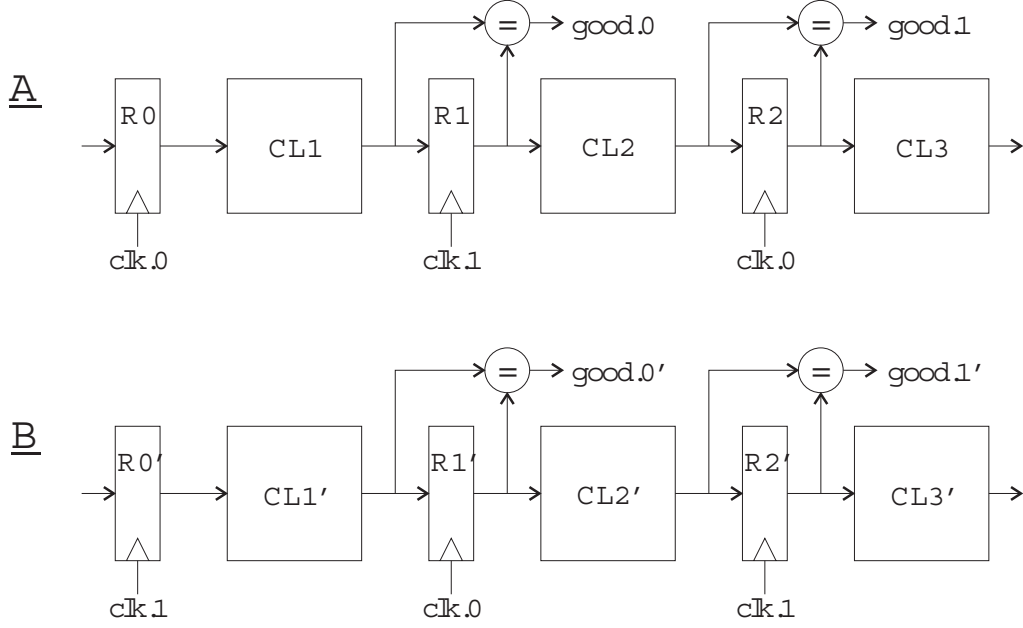 = good.0 = good.1
A
R0 CL1 R1 CL2 R2 CL3
clk.0 clk.1 clk.0
= good.0' = good.1'
B
R0' CL1' R1' CL2' R2' CL3'
clk.1 clk.0 clk.1